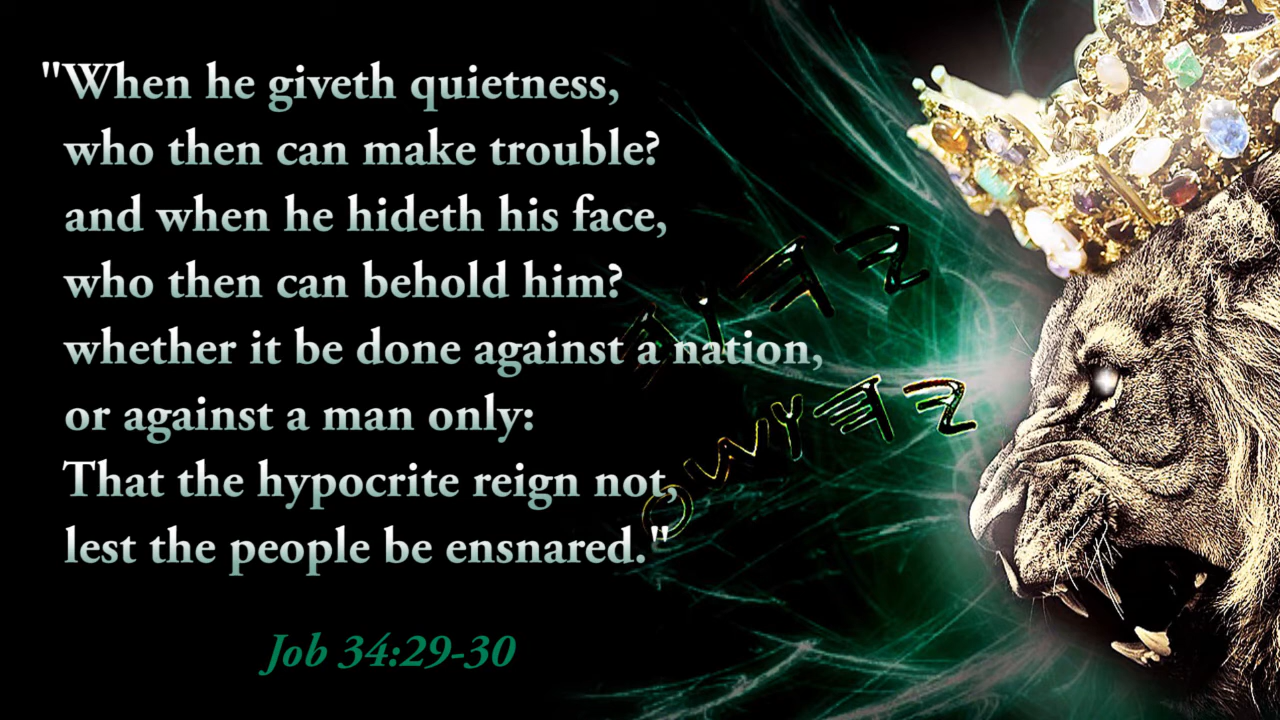 "When he giveth quietness,
who then can make trouble?
and when he hideth his face,
who then can behold him?
whether it be done against a nation,
or against a man only:
That the hypocrite reign not,
lest the people be ensnared."
Job 34:29-30
𐤉𐤄𐤅𐤄
𐤉𐤄𐤅𐤔𐤏